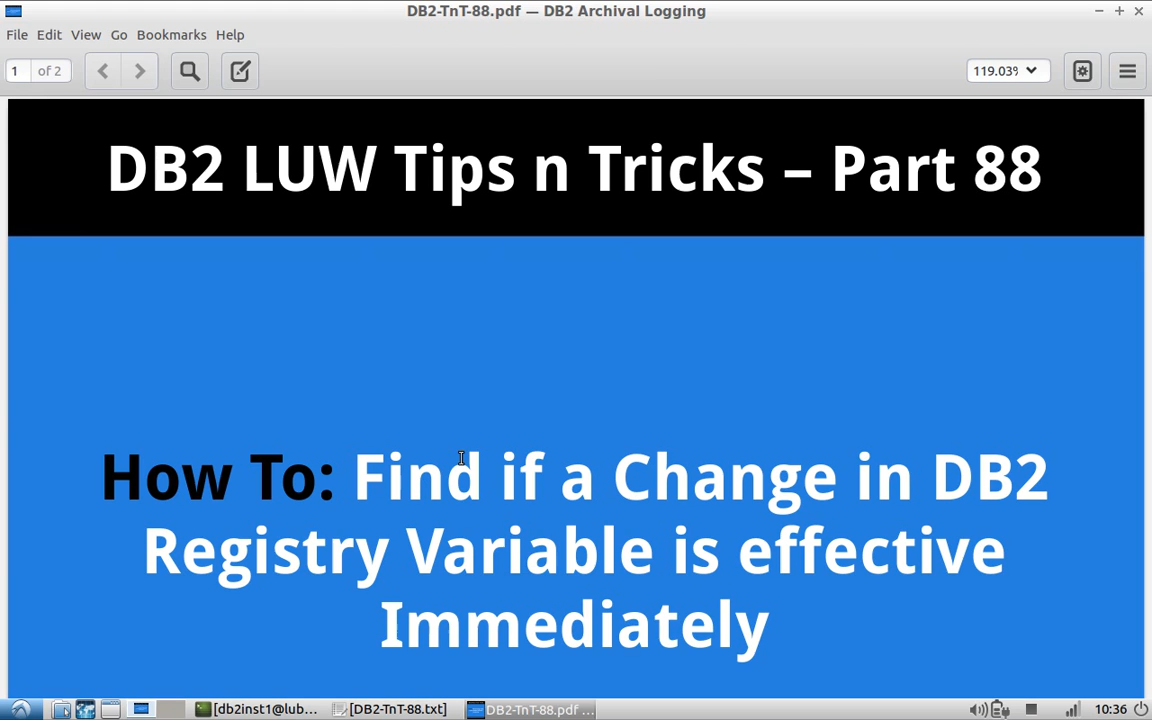 DB2-TnT-88.pdf — DB2 Archival Logging
File Edit View Go Bookmarks Help
1 of 2
119.03%
DB2 LUW Tips n Tricks – Part 88
How To: Find if a Change in DB2
Registry Variable is effective
Immediately
[db2inst1@lub... [DB2-TnT-88.txt] DB2-TnT-88.pdf ... 10:36